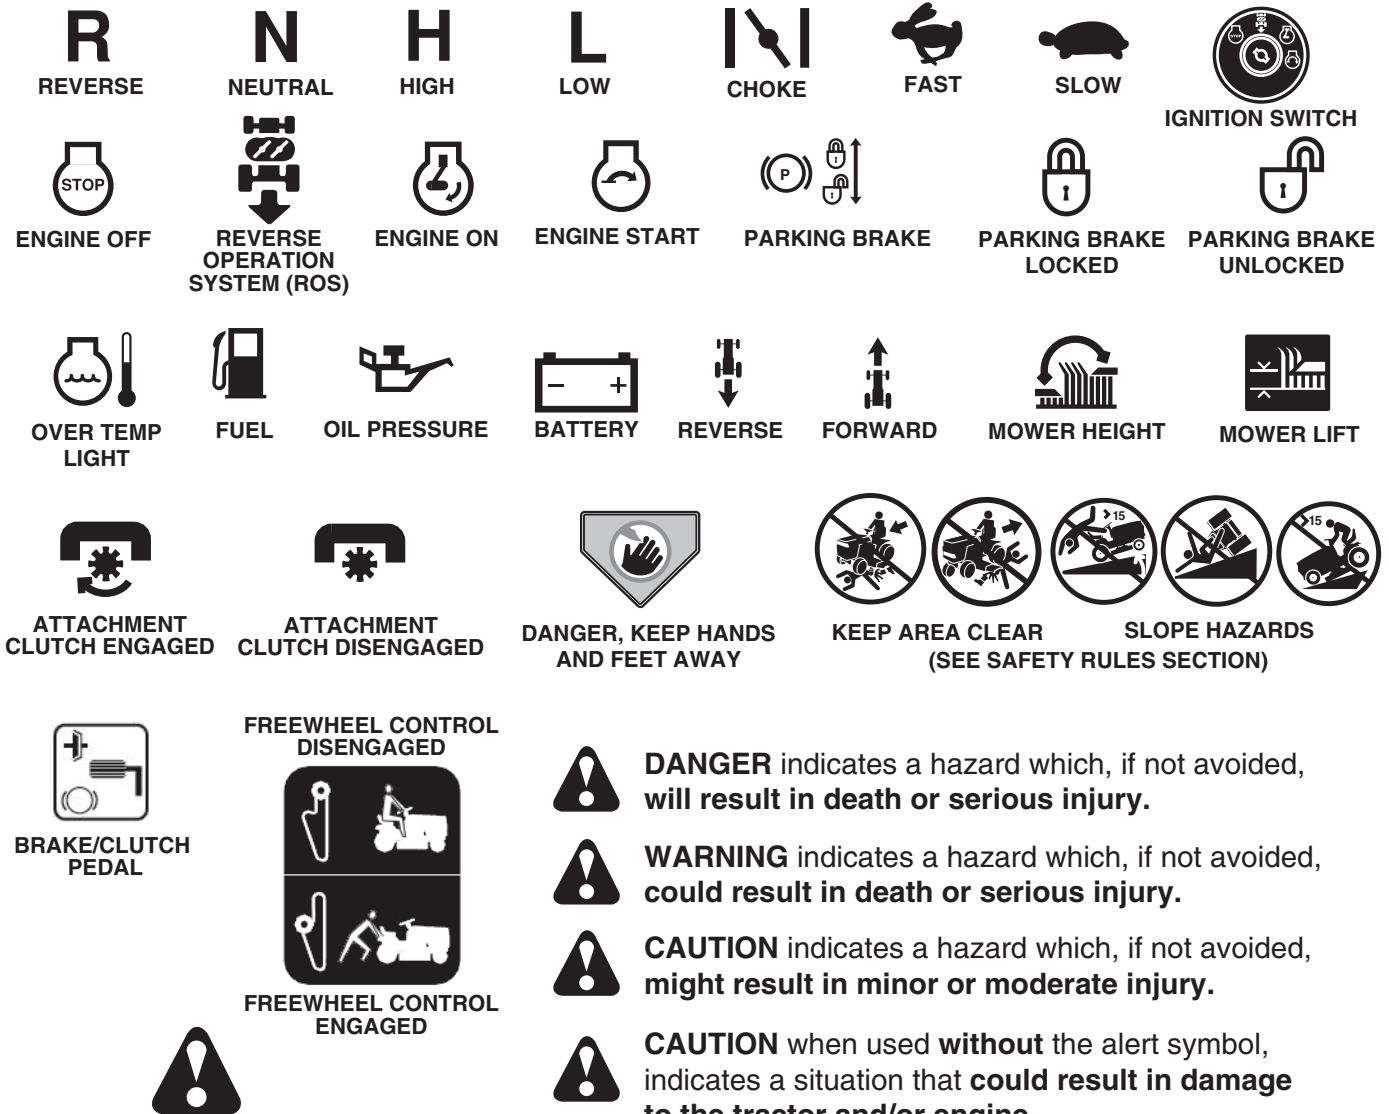 R N H L
REVERSE NEUTRAL HIGH LOW CHOKE FAST SLOW
IGNITION SWITCH
STOP P
ENGINE OFF REVERSE OPERATION SYSTEM (ROS) ENGINE ON ENGINE START PARKING BRAKE PARKING BRAKE LOCKED PARKING BRAKE UNLOCKED
OVER TEMP LIGHT FUEL OIL PRESSURE BATTERY REVERSE FORWARD MOWER HEIGHT MOWER LIFT
>15 >15
ATTACHMENT CLUTCH ENGAGED
ATTACHMENT CLUTCH DISENGAGED
DANGER, KEEP HANDS AND FEET AWAY
KEEP AREA CLEAR SLOPE HAZARDS
(SEE SAFETY RULES SECTION)
BRAKE/CLUTCH
PEDAL
FREEWHEEL CONTROL
DISENGAGED
FREEWHEEL CONTROL
ENGAGED
DANGER indicates a hazard which, if not avoided,
will result in death or serious injury.
WARNING indicates a hazard which, if not avoided,
could result in death or serious injury.
CAUTION indicates a hazard which, if not avoided,
might result in minor or moderate injury.
CAUTION when used without the alert symbol,
indicates a situation that could result in damage
to the tractor and/or engine